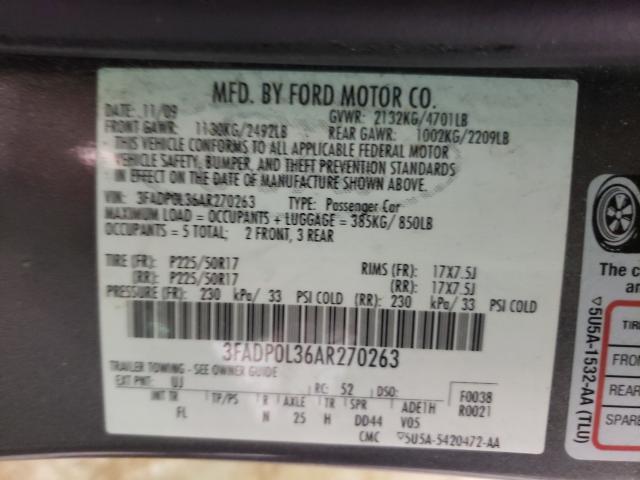 MFD. BY FORD MOTOR CO.
DATE: 11/09 GVWR: 2132KG/4701LB
FRONT GAWR: 1130KG/2492LB REAR GAWR: 1002KG/2209LB
THIS VEHICLE CONFORMS TO ALL APPLICABLE FEDERAL MOTOR
VEHICLE SAFETY, BUMPER, AND THEFT PREVENTION STANDARDS
IN EFFECT ON THE DATE OF MANUFACTURE SHOWN ABOVE.
VIN: 3FADP0L36AR270263 TYPE: Passenger Car
MAXIMUM LOAD = OCCUPANTS + LUGGAGE = 385KG/ 850LB
OCCUPANTS = 5 TOTAL; 2 FRONT, 3 REAR
TIRE (FR): P225/50R17 RIMS (FR): 17X7.5J
(RR): P225/50R17 (RR): 17X7.5J
PRESSURE (FR): 230 kPa/ 33 PSI COLD (RR): 230 kPa/ 33 PSI COLD
3FADP0L36AR270263
TRAILER TOWING - SEE OWNER GUIDE
EXT PNT: UJ RC: 52 DSO: F0038
INT TR TP/PS R AXLE TR SPR ADE1H R0021
FL N 25 H DD44 V05
CMC 5U5A-5420472-AA
The c
an
TIR
FRO
REAR
SPARE
5U5A-1532-AA (TLU)